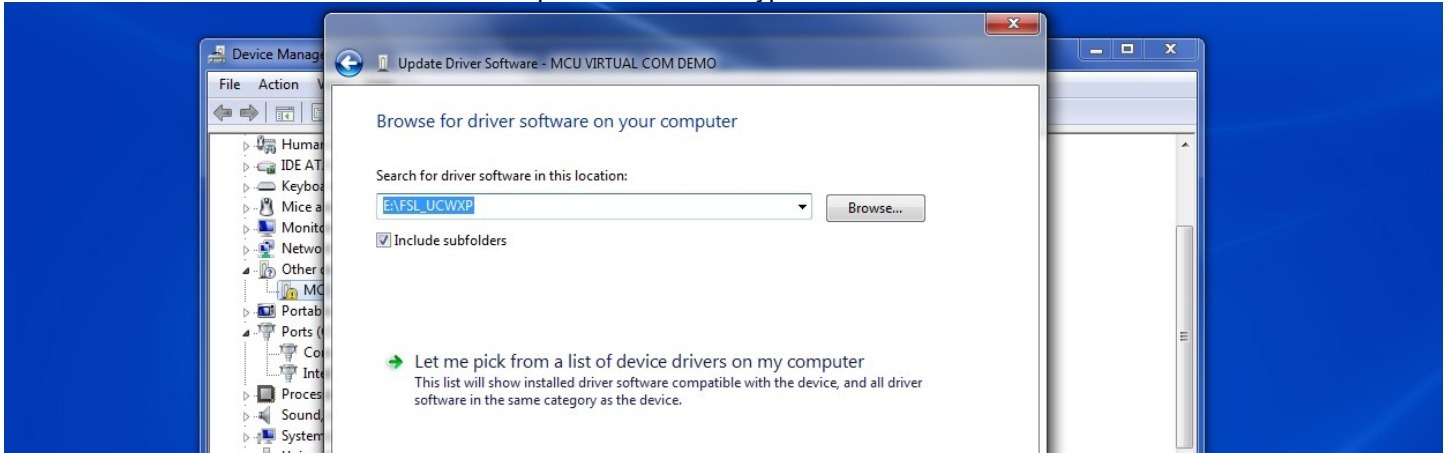 Device Manage
Update Driver Software - MCU VIRTUAL COM DEMO
File Action V
Browse for driver software on your computer
Human
IDE AT
Search for driver software in this location:
Keyboa
E:\FSL_UCWXP
Browse...
Mice a
Monito
Include subfolders
Netwo
Other d
MC
Portab
Ports (
Co
Let me pick from a list of device drivers on my computer
Inte
This list will show installed driver software compatible with the device, and all driver
Proces
software in the same category as the device.
Sound,
System